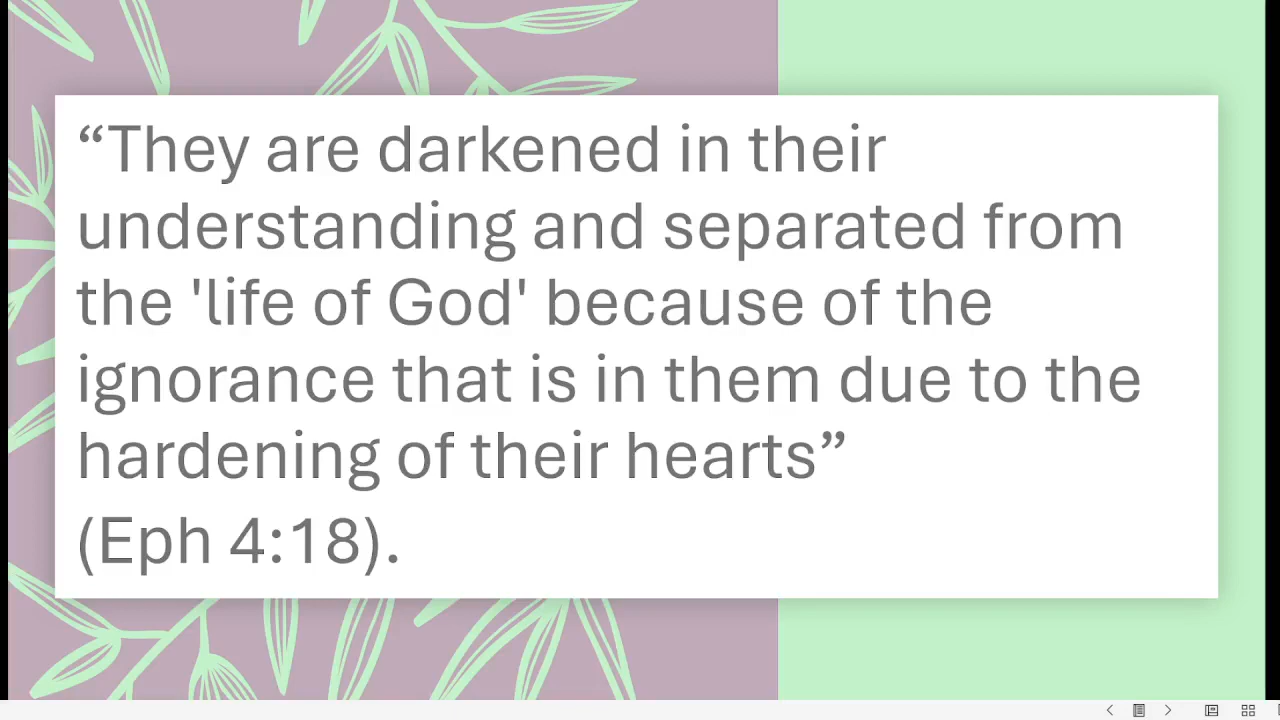 “They are darkened in their
understanding and separated from
the 'life of God' because of the
ignorance that is in them due to the
hardening of their hearts”
(Eph 4:18).